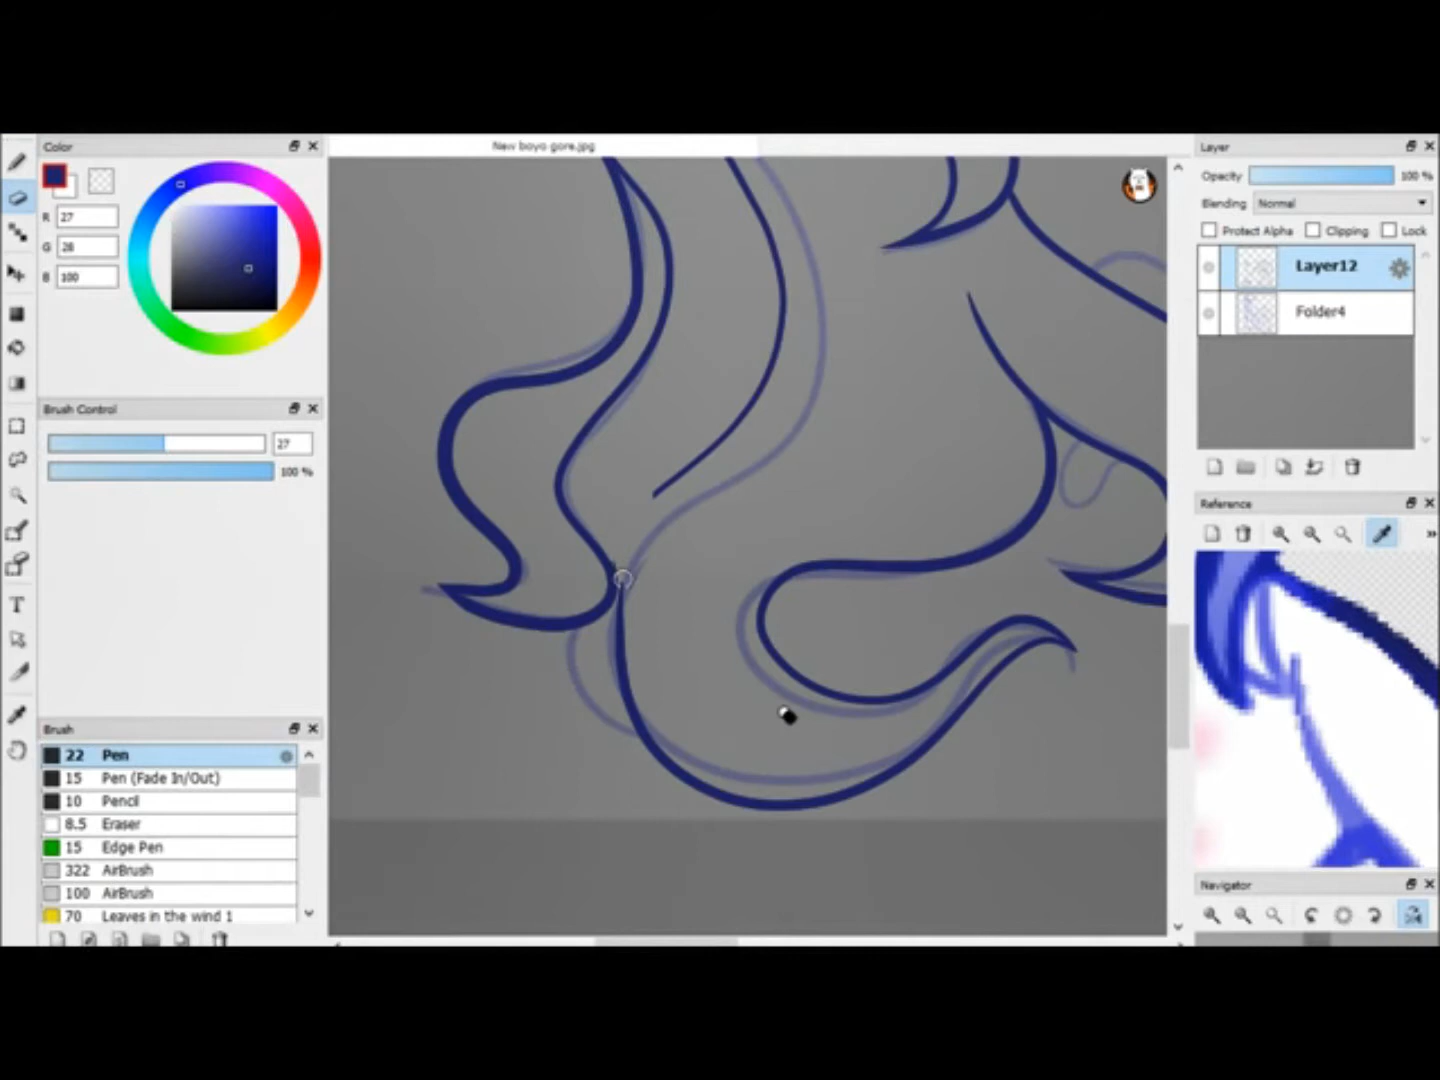 Color
New boyo gore.jpg
Layer
R 27
G 28
B 100
Opacity 100 %
Blending Normal
Protect Alpha Clipping Lock
Layer12
Folder4
Brush Control
27
100 %
Reference
»
T
Brush
22 Pen
15 Pen (Fade In/Out)
10 Pencil
8.5 Eraser
15 Edge Pen
322 AirBrush
100 AirBrush
70 Leaves in the wind 1
Navigator